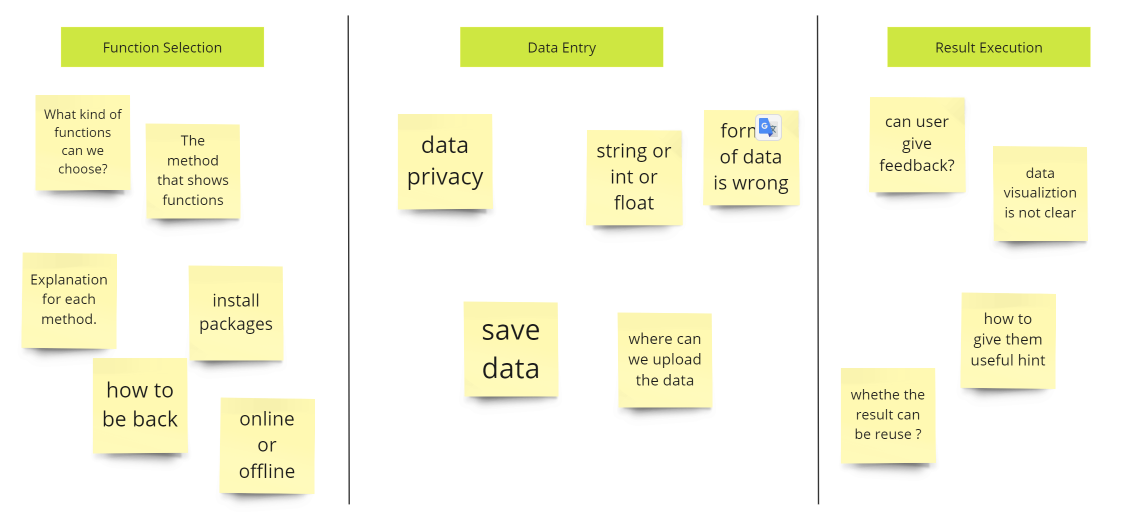 Function Selection
Data Entry
Result Execution
What kind of
functions
can we
choose?
The
method
that shows
functions
Explanation
for each
method.
install
packages
how to
be back
online
or
offline
data
privacy
string or
int or
float
of data
is wrong
save
data
where can
we upload
the data
can user
give
feedback?
data
visualiztion
is not clear
how to
give them
useful hint
whethe the
result can
be reuse ?